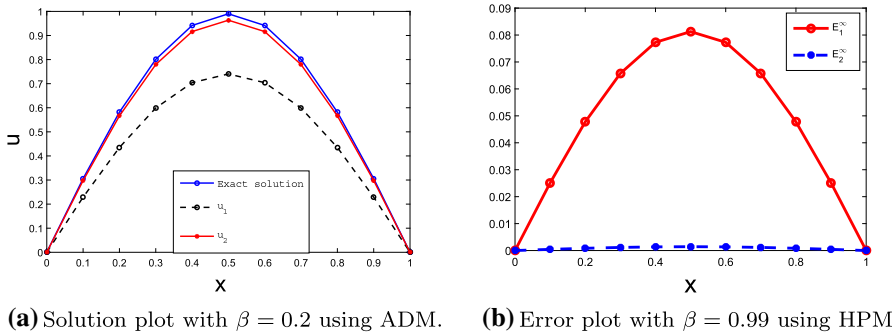 1
0.9
0.8
0.7
0.6
0.5
0.4
0.3
0.2
0.1
0
u
Exact solution
u1
u2
0 0.1 0.2 0.3 0.4 0.5 0.6 0.7 0.8 0.9 1
x
(a) Solution plot with β = 0.2 using ADM.
0.09
0.08
0.07
0.06
0.05
0.04
0.03
0.02
0.01
0
E1∞
E2∞
0 0.2 0.4 0.6 0.8 1
x
(b) Error plot with β = 0.99 using HPM